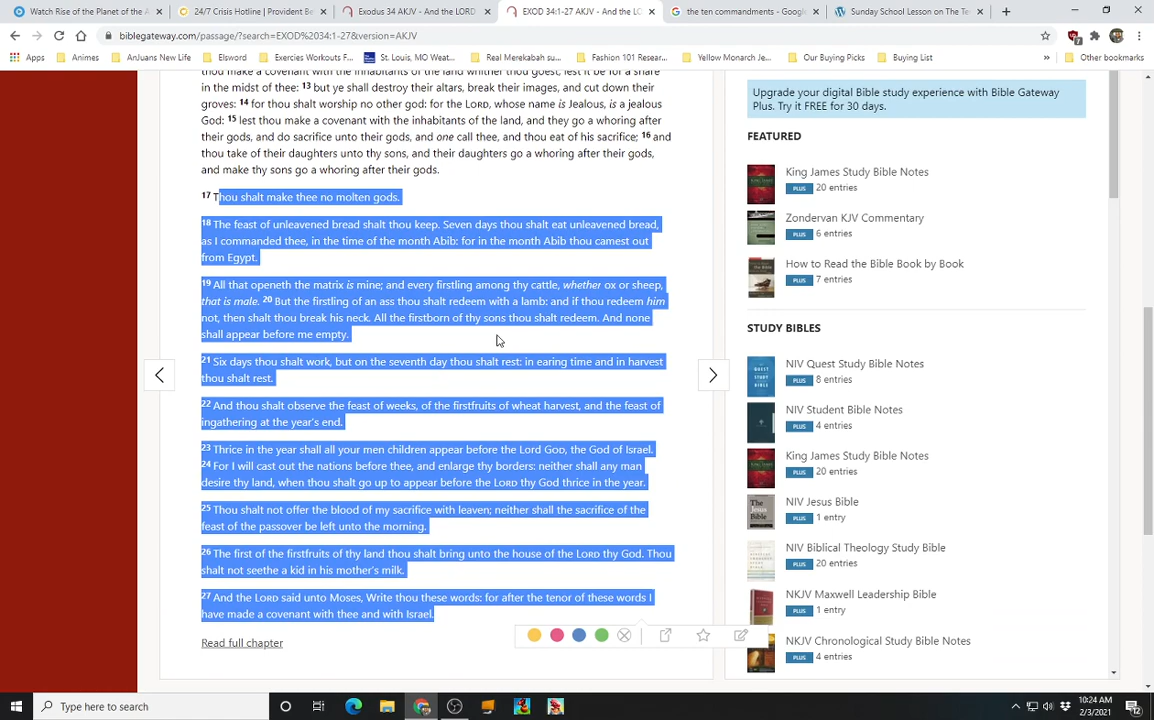 Watch Rise of the Planet of the A
24/7 Crisis Hotline | Provident Be
Exodus 34 AKJV - And the LORD
EXOD 34:1-27 AKJV - And the LO
the ten commandments - Google
Sunday School Lesson on The Te
biblegateway.com/passage/?search=EXOD%2034:1-27&version=AKJV
Apps
Animes
AnJuans New Life
Elsword
Exercies Workouts F...
St. Louis, MO Weat...
Real Merekabah su...
Fashion 101 Resear...
Yellow Monarch Je...
Our Buying Picks
Buying List
»
Other bookmarks
thou make a covenant with the inhabitants of the land whither thou goest, lest it be for a snare
in the midst of thee: 13 but ye shall destroy their altars, break their images, and cut down their
groves: 14 for thou shalt worship no other god: for the LORD, whose name is Jealous, is a jealous
God: 15 lest thou make a covenant with the inhabitants of the land, and they go a whoring after
their gods, and do sacrifice unto their gods, and one call thee, and thou eat of his sacrifice; 16 and
thou take of their daughters unto thy sons, and their daughters go a whoring after their gods,
and make thy sons go a whoring after their gods.
17 Thou shalt make thee no molten gods.
18 The feast of unleavened bread shalt thou keep. Seven days thou shalt eat unleavened bread,
as I commanded thee, in the time of the month Abib: for in the month Abib thou camest out
from Egypt.
19 All that openeth the matrix is mine; and every firstling among thy cattle, whether ox or sheep,
that is male. 20 But the firstling of an ass thou shalt redeem with a lamb: and if thou redeem him
not, then shalt thou break his neck. All the firstborn of thy sons thou shalt redeem. And none
shall appear before me empty.
21 Six days thou shalt work, but on the seventh day thou shalt rest: in earing time and in harvest
thou shalt rest.
22 And thou shalt observe the feast of weeks, of the firstfruits of wheat harvest, and the feast of
ingathering at the year's end.
23 Thrice in the year shall all your men children appear before the Lord GOD, the God of Israel.
24 For I will cast out the nations before thee, and enlarge thy borders: neither shall any man
desire thy land, when thou shalt go up to appear before the LORD thy God thrice in the year.
25 Thou shalt not offer the blood of my sacrifice with leaven; neither shall the sacrifice of the
feast of the passover be left unto the morning.
26 The first of the firstfruits of thy land thou shalt bring unto the house of the LORD thy God. Thou
shalt not seethe a kid in his mother's milk.
27 And the LORD said unto Moses, Write thou these words: for after the tenor of these words I
have made a covenant with thee and with Israel.
Read full chapter
Upgrade your digital Bible study experience with Bible Gateway
Plus. Try it FREE for 30 days.
FEATURED
King James Study Bible Notes
PLUS 20 entries
Zondervan KJV Commentary
PLUS 6 entries
How to Read the Bible Book by Book
PLUS 7 entries
STUDY BIBLES
NIV Quest Study Bible Notes
PLUS 8 entries
NIV Student Bible Notes
PLUS 4 entries
King James Study Bible Notes
PLUS 20 entries
The Jesus Bible
NIV Jesus Bible
PLUS 1 entry
NIV Biblical Theology Study Bible
PLUS 20 entries
NKJV Maxwell Leadership Bible
PLUS 1 entry
NKJV Chronological Study Bible Notes
PLUS 4 entries
Type here to search
10:24 AM
2/3/2021
12